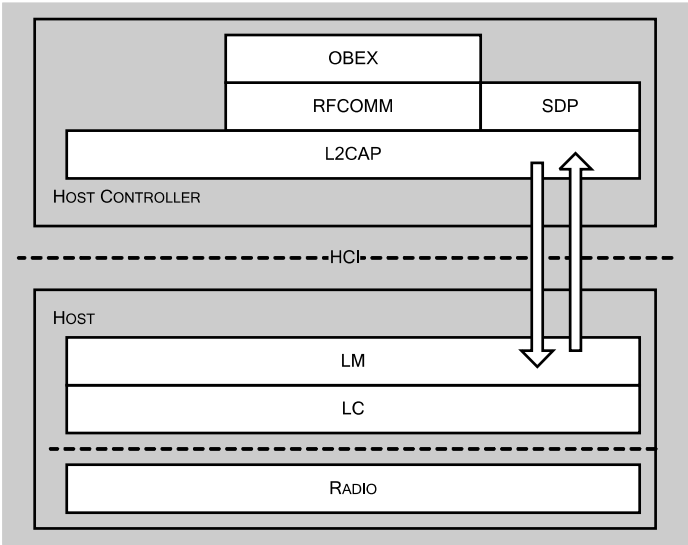 OBEX
RFCOMM SDP
L2CAP
HOST CONTROLLER
HCI
HOST
LM
LC
RADIO